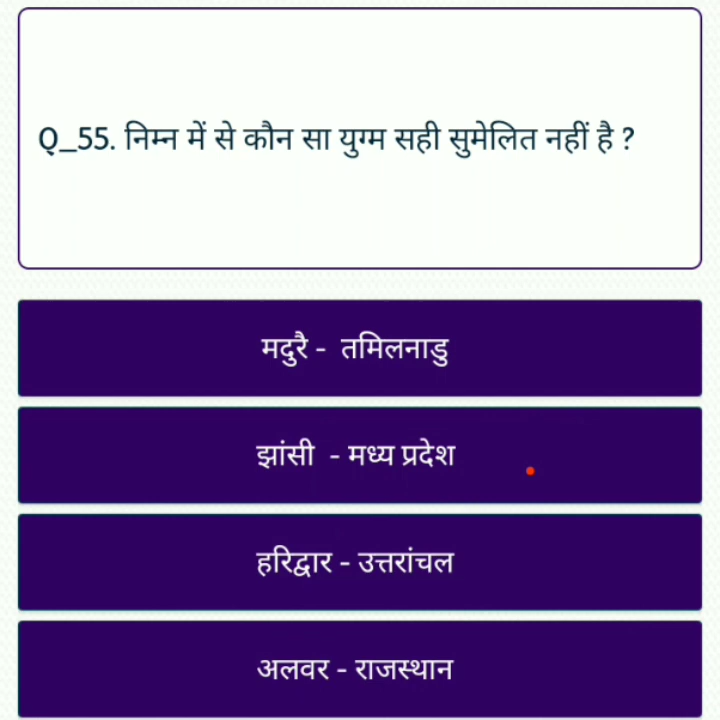 Q_55. निम्न में से कौन सा युग्म सही सुमेलित नहीं है ?
मदुरै - तमिलनाडु
झांसी - मध्य प्रदेश
हरिद्वार - उत्तरांचल
अलवर - राजस्थान